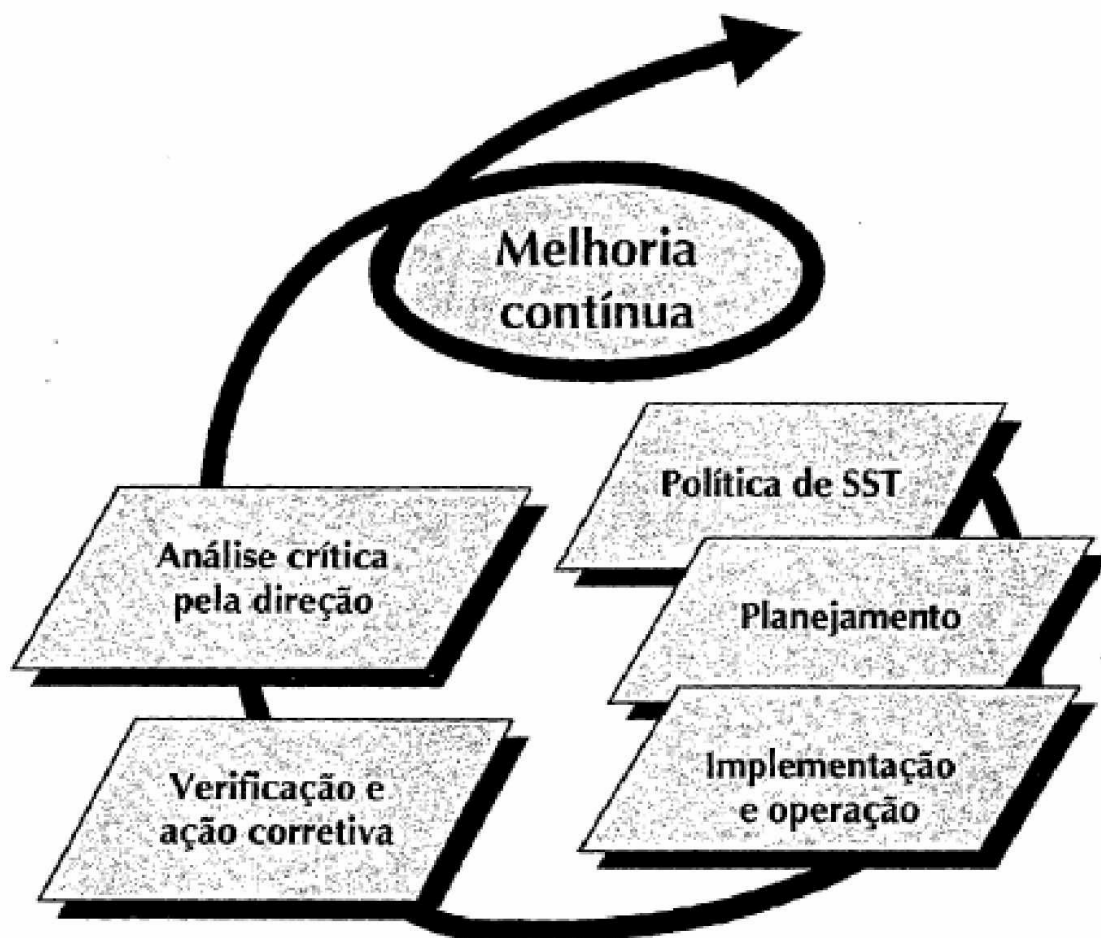 Melhoria
contínua
Política de SST
Planejamento
Implementação
e operação
Verificação e
ação corretiva
Análise crítica
pela direção